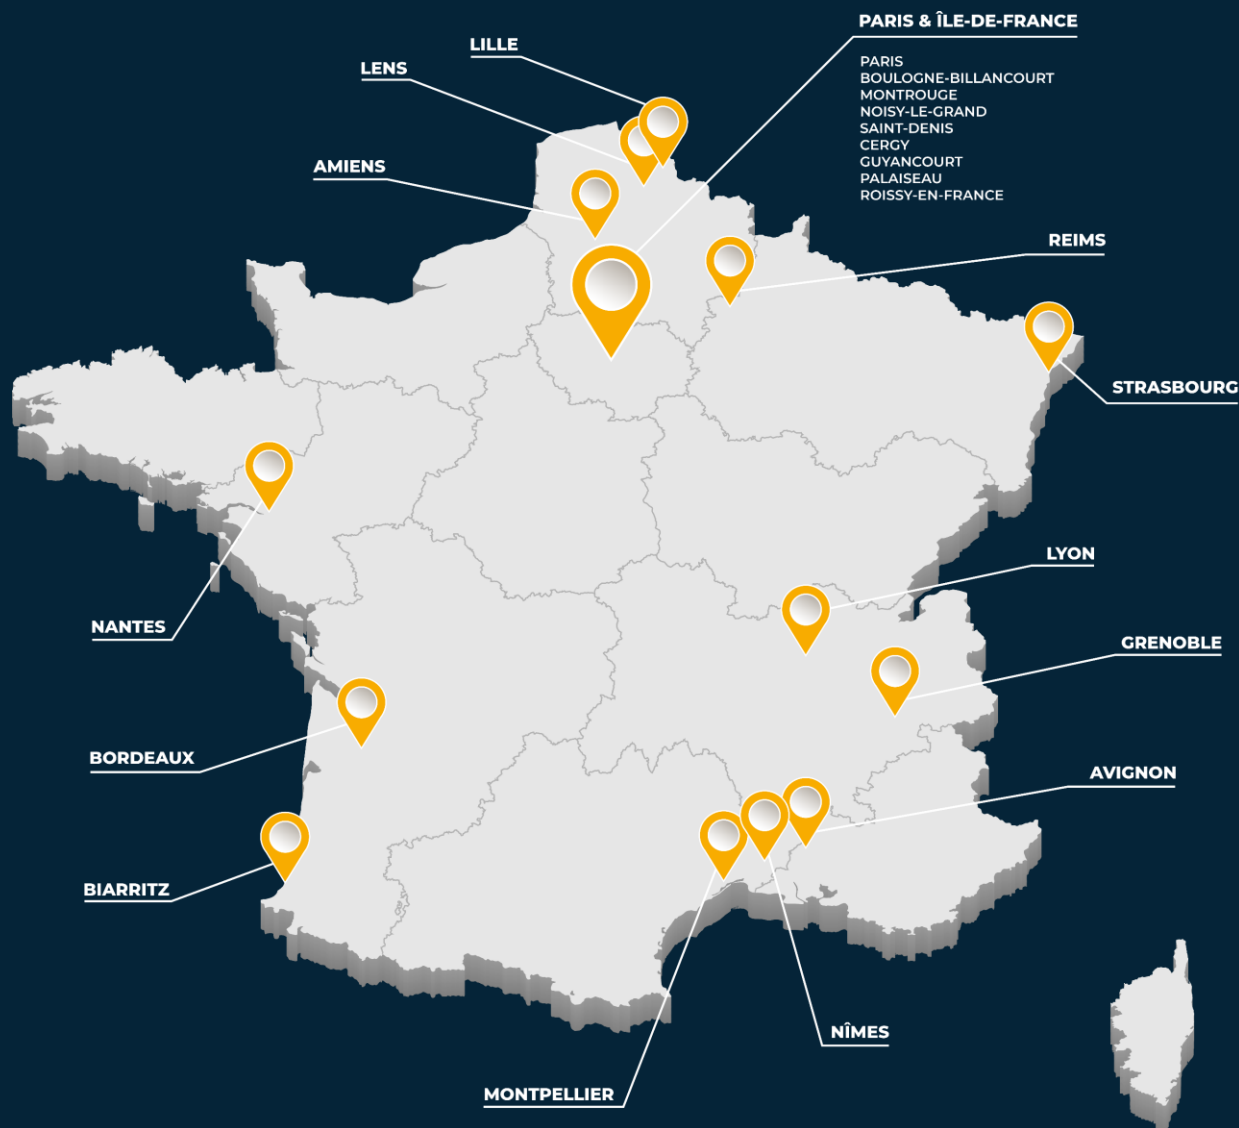 PARIS & ÎLE-DE-FRANCE
PARIS
BOULOGNE-BILLANCOURT
MONTROUGE
NOISY-LE-GRAND
SAINT-DENIS
CERGY
GUYANCOURT
PALAISEAU
ROISSY-EN-FRANCE
LILLE
LENS
AMIENS
REIMS
STRASBOURG
LYON
NANTES
GRENOBLE
BORDEAUX
AVIGNON
BIARRITZ
NÎMES
MONTPELLIER